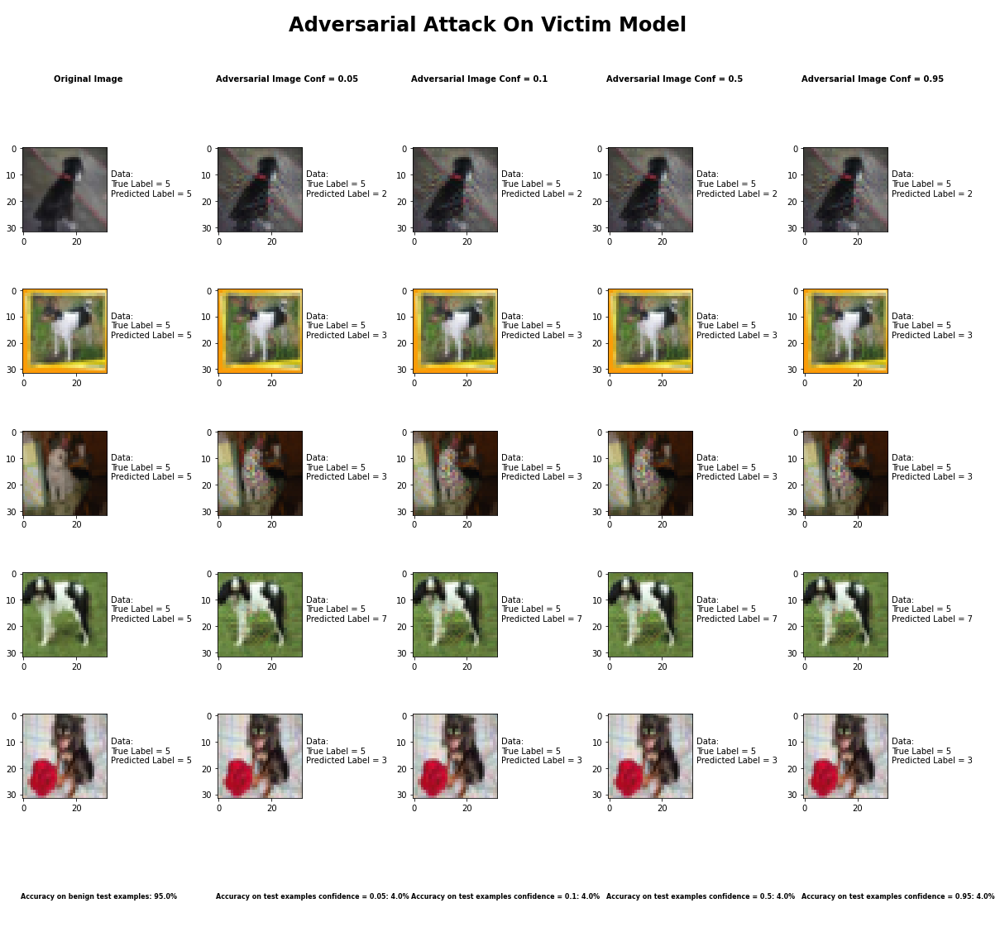 Adversarial Attack On Victim Model
Original Image
Adversarial Image Conf = 0.05
Adversarial Image Conf = 0.1
Adversarial Image Conf = 0.5
Adversarial Image Conf = 0.95
0
10
20
30
0 20
Data:
True Label = 5
Predicted Label = 5
0
10
20
30
0 20
Data:
True Label = 5
Predicted Label = 2
0
10
20
30
0 20
Data:
True Label = 5
Predicted Label = 2
0
10
20
30
0 20
Data:
True Label = 5
Predicted Label = 2
0
10
20
30
0 20
Data:
True Label = 5
Predicted Label = 2
0
10
20
30
0 20
Data:
True Label = 5
Predicted Label = 5
0
10
20
30
0 20
Data:
True Label = 5
Predicted Label = 3
0
10
20
30
0 20
Data:
True Label = 5
Predicted Label = 3
0
10
20
30
0 20
Data:
True Label = 5
Predicted Label = 3
0
10
20
30
0 20
Data:
True Label = 5
Predicted Label = 3
0
10
20
30
0 20
Data:
True Label = 5
Predicted Label = 5
0
10
20
30
0 20
Data:
True Label = 5
Predicted Label = 3
0
10
20
30
0 20
Data:
True Label = 5
Predicted Label = 3
0
10
20
30
0 20
Data:
True Label = 5
Predicted Label = 3
0
10
20
30
0 20
Data:
True Label = 5
Predicted Label = 3
0
10
20
30
0 20
Data:
True Label = 5
Predicted Label = 5
0
10
20
30
0 20
Data:
True Label = 5
Predicted Label = 7
0
10
20
30
0 20
Data:
True Label = 5
Predicted Label = 7
0
10
20
30
0 20
Data:
True Label = 5
Predicted Label = 7
0
10
20
30
0 20
Data:
True Label = 5
Predicted Label = 7
0
10
20
30
0 20
Data:
True Label = 5
Predicted Label = 5
0
10
20
30
0 20
Data:
True Label = 5
Predicted Label = 3
0
10
20
30
0 20
Data:
True Label = 5
Predicted Label = 3
0
10
20
30
0 20
Data:
True Label = 5
Predicted Label = 3
0
10
20
30
0 20
Data:
True Label = 5
Predicted Label = 3
Accuracy on benign test examples: 95.0%
Accuracy on test examples confidence = 0.05: 4.0%
Accuracy on test examples confidence = 0.1: 4.0%
Accuracy on test examples confidence = 0.5: 4.0%
Accuracy on test examples confidence = 0.95: 4.0%